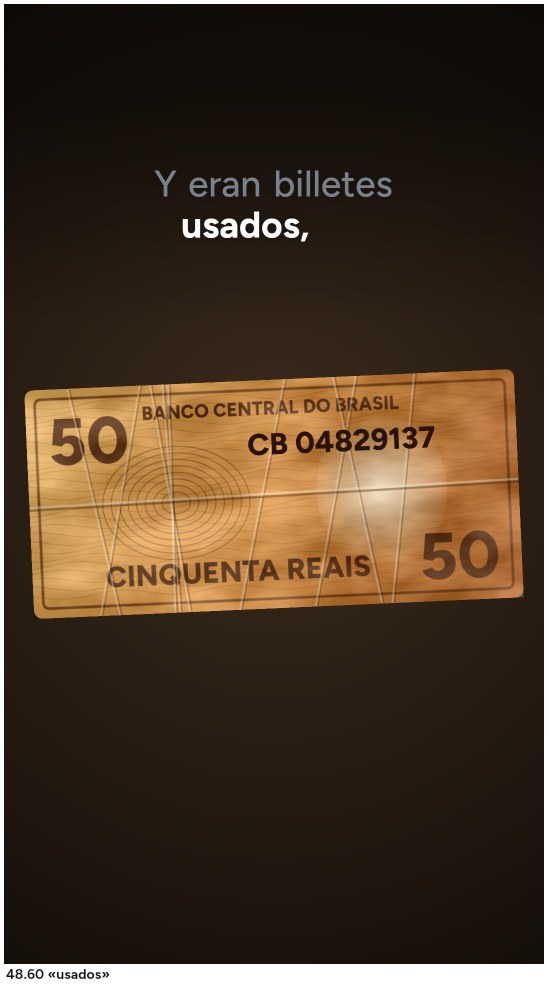 Y eran billetes
usados,
BANCO CENTRAL DO BRASIL
50
CB 04829137
CINQUENTA REAIS
50
48.60 «usados»